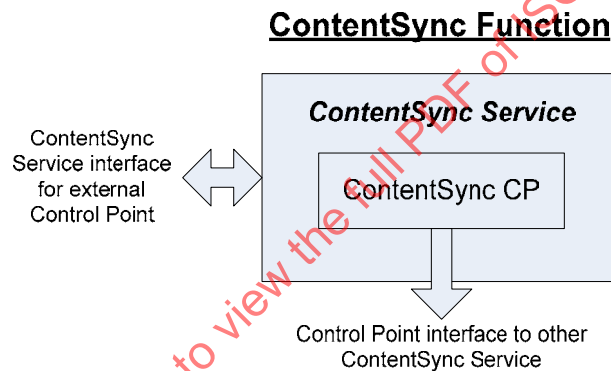 ContentSync Function
ContentSync Service
ContentSync
Service interface
for external
Control Point
ContentSync CP
Control Point interface to other
ContentSync Service
to view the full PDF of ISO